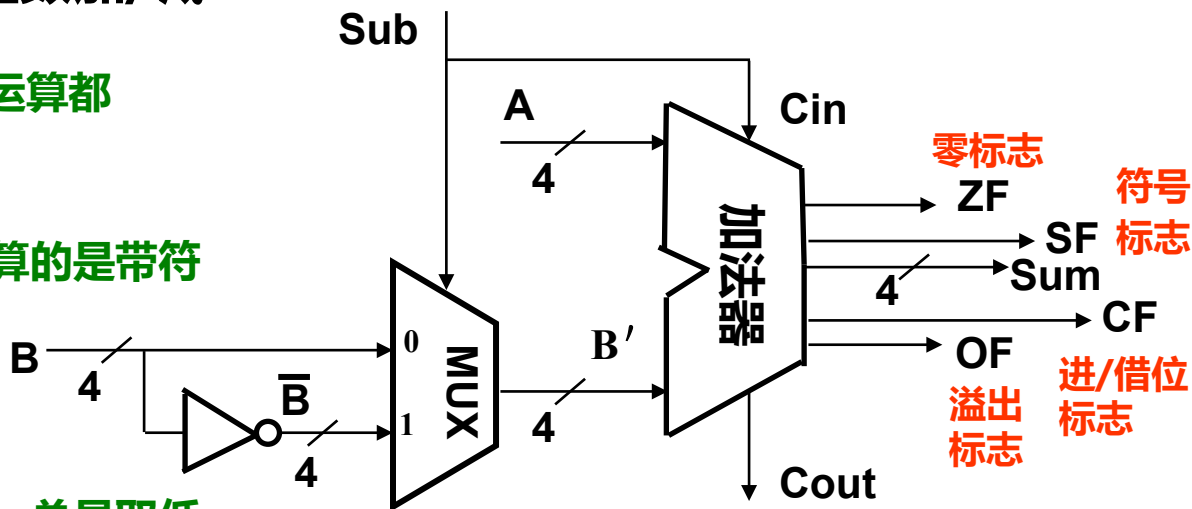 Sub
运算都
A
Cin
4
零标志
ZF
符号
标志
SF
算的是带符
加法器
4
Sum
CF
B
4
0
MUX
B′
OF
进/借位
标志
B̅
1
4
4
溢出
标志
Cout